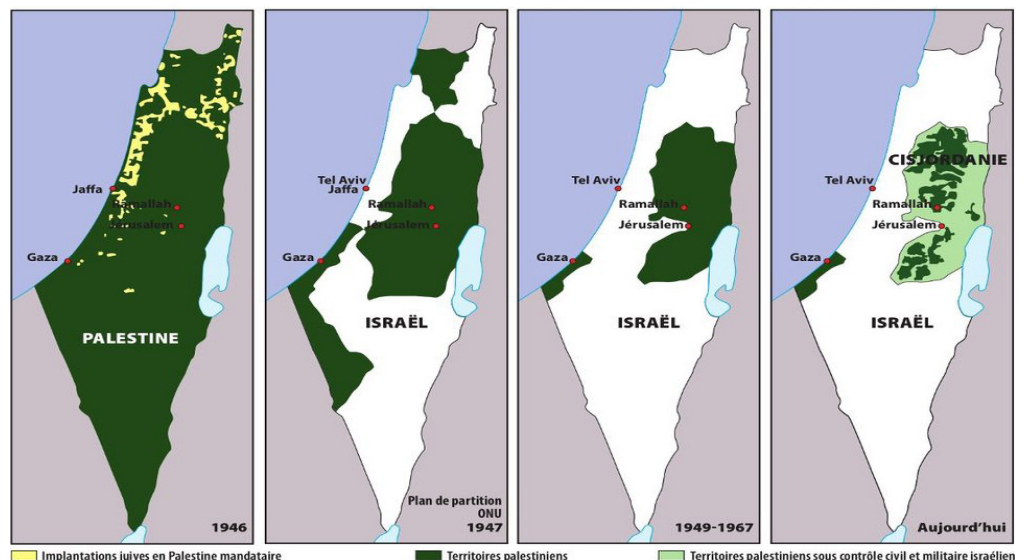 Jaffa
Ramallah
Jérusalem
Gaza
PALESTINE
1946
Tel Aviv
Jaffa
Ramallah
Jérusalem
Gaza
ISRAËL
Plan de partition
ONU
1947
Tel Aviv
Ramallah
Jérusalem
Gaza
ISRAËL
1949-1967
CISJORDANIE
Tel Aviv
Ramallah
Jérusalem
Gaza
ISRAËL
Aujourd'hui
Implantations juives en Palestine mandataire
Territoires palestiniens
Territoires palestiniens sous contrôle civil et militaire israélien